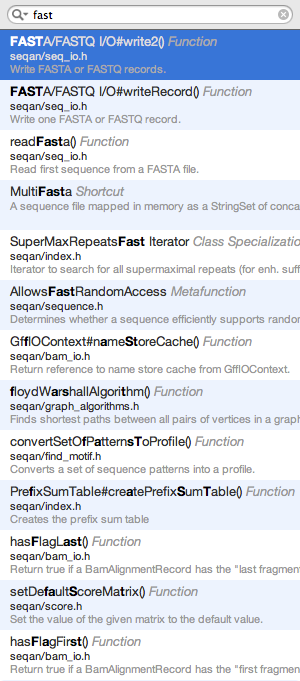 fast
FASTA/FASTQ I/O#write2() Function
seqan/seq_io.h
Write FASTA or FASTQ records.
FASTA/FASTQ I/O#writeRecord() Function
seqan/seq_io.h
Write one FASTA or FASTQ record.
readFasta() Function
seqan/seq_io.h
Read first sequence from a FASTA file.
MultiFasta Shortcut
A sequence file mapped in memory as a StringSet of conca
SuperMaxRepeatsFast Iterator Class Specializatio
seqan/index.h
Iterator to search for all supermaximal repeats (for enh. suff
AllowsFastRandomAccess Metafunction
seqan/sequence.h
Determines whether a sequence efficiently supports random
GffIOContext#nameStoreCache() Function
seqan/bam_io.h
Return reference to name store cache from GffIOContext.
floydWarshallAlgorithm() Function
seqan/graph_algorithms.h
Finds shortest paths between all pairs of vertices in a graph
convertSetOfPatternsToProfile() Function
seqan/find_motif.h
Converts a set of sequence patterns into a profile.
PrefixSumTable#createPrefixSumTable() Function
seqan/index.h
Creates the prefix sum table
hasFlagLast() Function
seqan/bam_io.h
Return true if a BamAlignmentRecord has the "last fragment
setDefaultScoreMatrix() Function
seqan/score.h
Set the value of the given matrix to the default value.
hasFlagFirst() Function
seqan/bam_io.h
Return true if a BamAlignmentRecord has the "first fragment